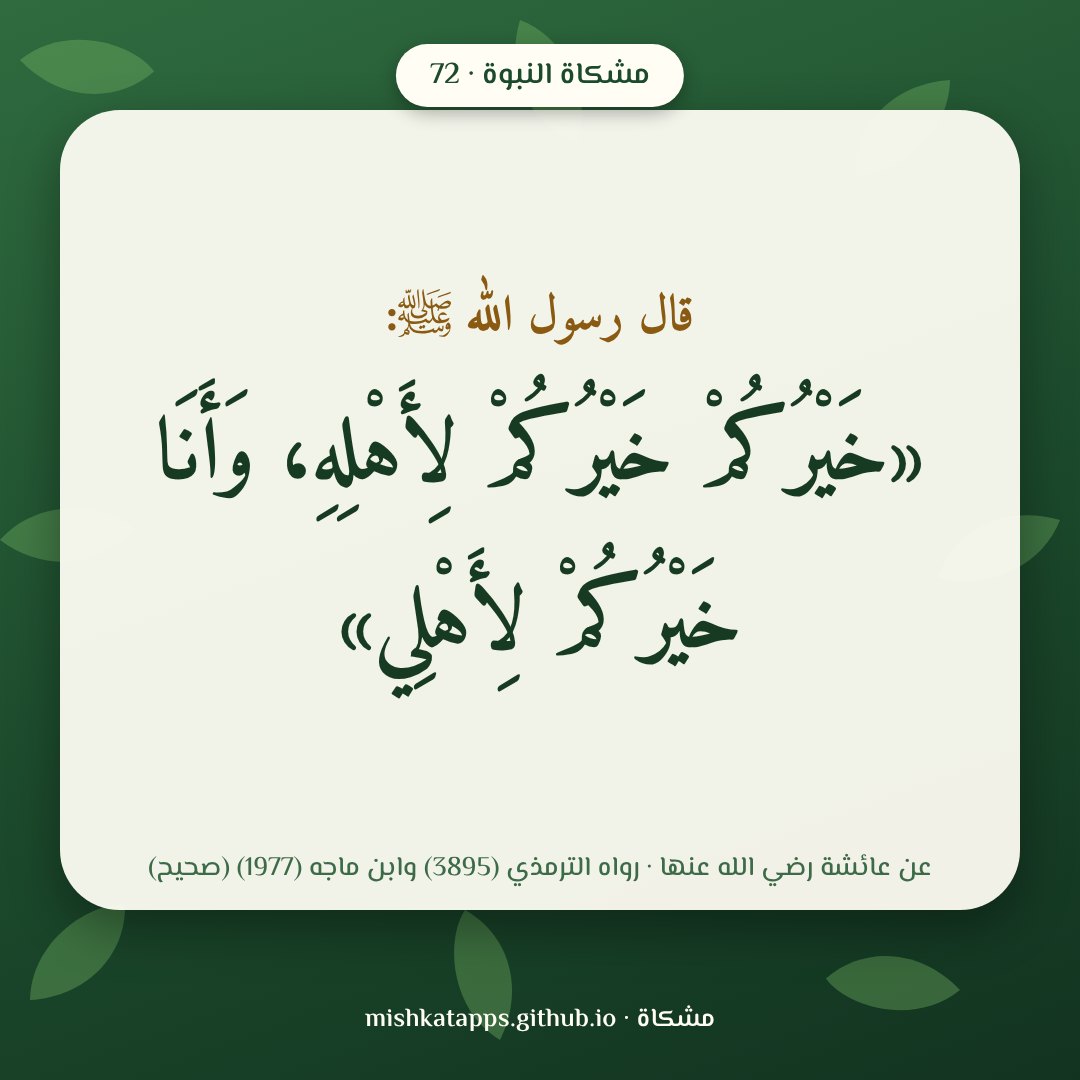 مشكاة النبوة · 72
قال رسول الله ﷺ:
«خَيْرُكُمْ خَيْرُكُمْ لِأَهْلِهِ، وَأَنَا
خَيْرُكُمْ لِأَهْلِي»
عن عائشة رضي الله عنها · رواه الترمذي (3895) وابن ماجه (1977) (صحيح)
مشكاة · mishkatapps.github.io